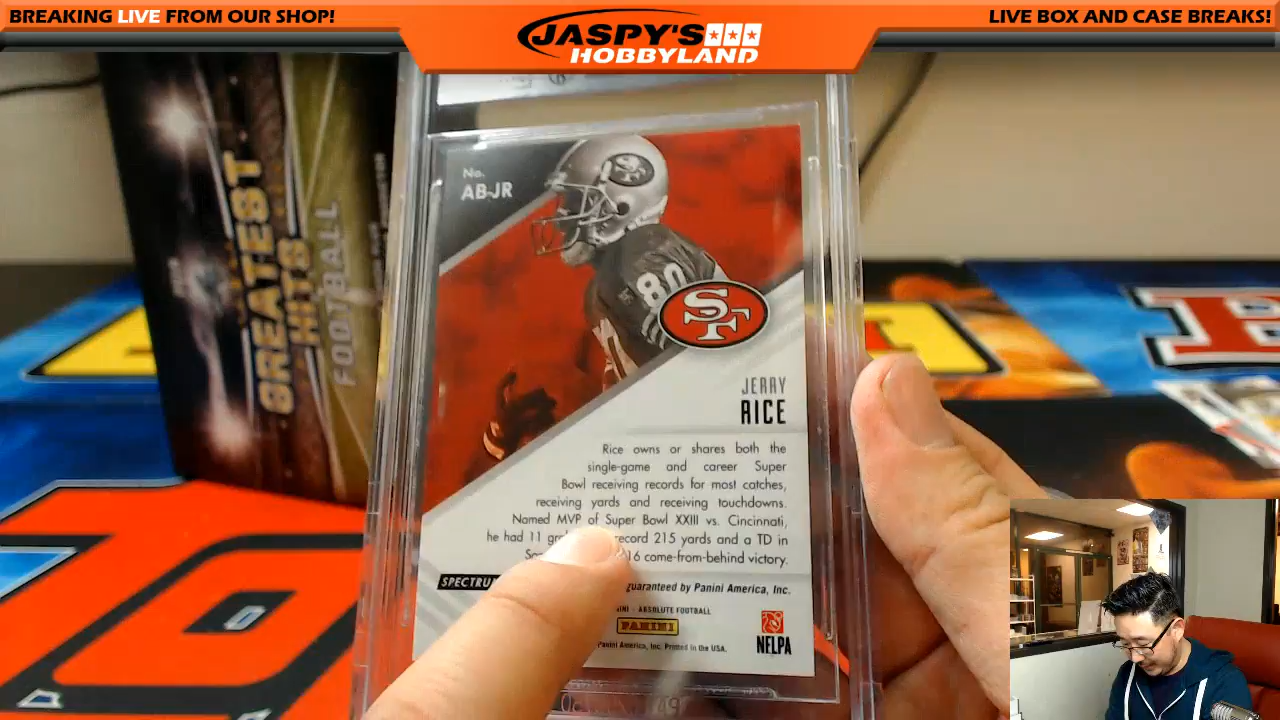 BREAKING LIVE FROM OUR SHOP!
JASPY'S
HOBBYLAND
LIVE BOX AND CASE BREAKS!
GREATEST
HITS
FOOTBALL
No.
AB-JR
80
SF
JERRY
RICE
Rice owns or shares both the
single-game and career Super
Bowl receiving records for most catches,
receiving yards and receiving touchdowns.
Named MVP of Super Bowl XXIII vs. Cincinnati,
he had 11 record 215 yards and a TD in
16 come-from-behind victory.
guaranteed by Panini America, Inc.
ABSOLUTE FOOTBALL
PANINI
Panini America, Inc. Printed in the USA.
NFLPA